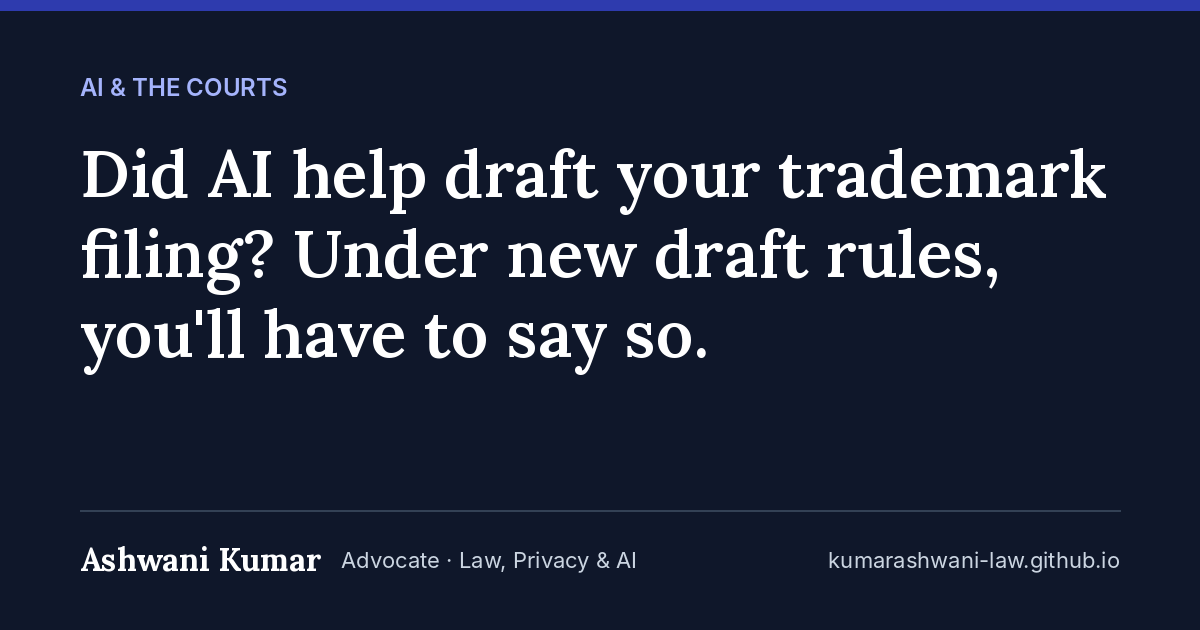 AI & THE COURTS
Did AI help draft your trademark
filing? Under new draft rules,
you'll have to say so.
Ashwani Kumar Advocate · Law, Privacy & AI kumarashwani-law.github.io